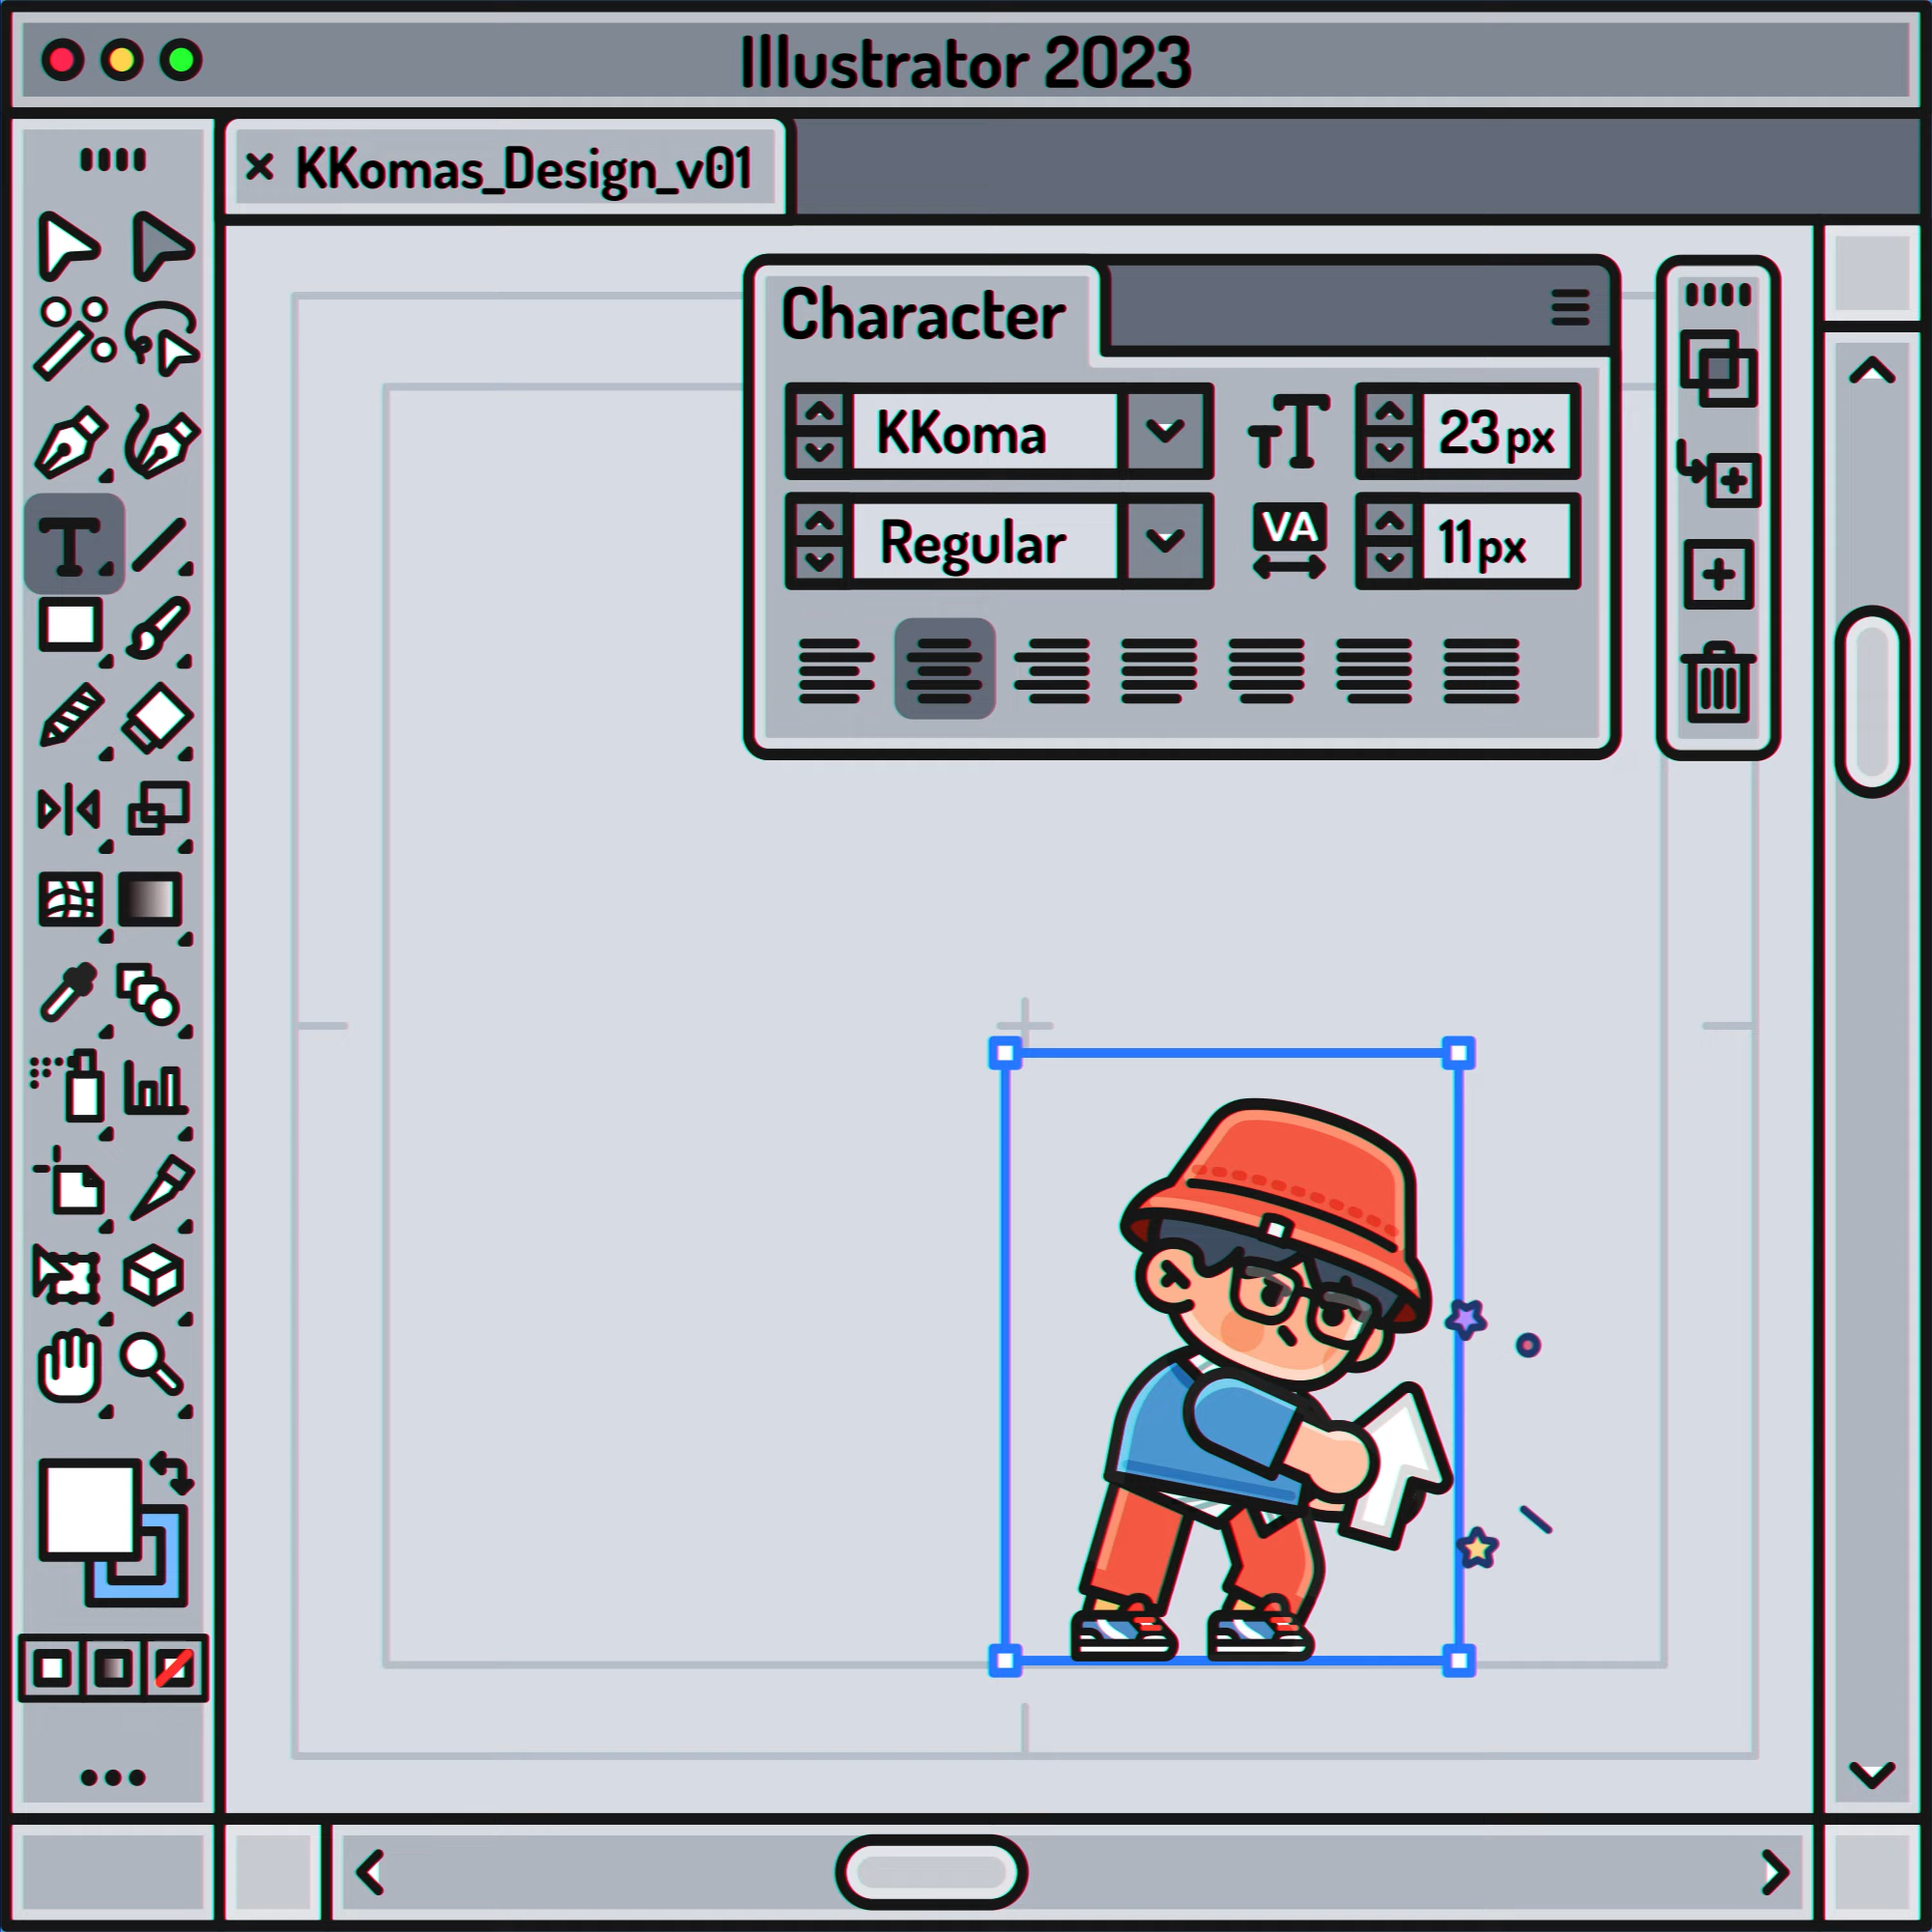 Illustrator 2023
KKomas_Design_v01
Character
KKoma
23px
Regular
VA
11px